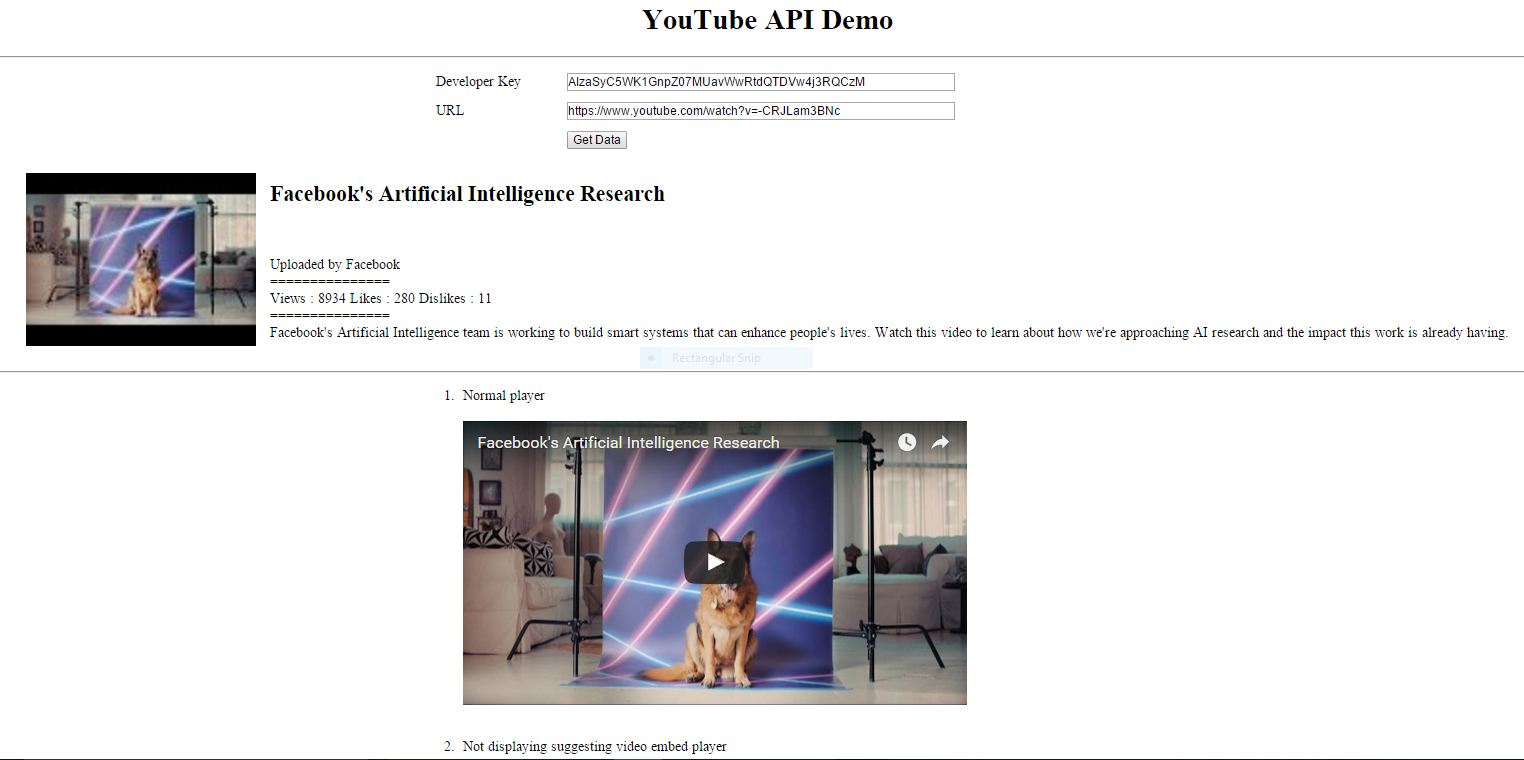 YouTube API Demo
Developer Key AIzaSyC5WK1GnpZ07MUavWwRtdQTDVw4j3RQCzM
URL https://www.youtube.com/watch?v=-CRJLam3BNc
Get Data
Facebook's Artificial Intelligence Research
Uploaded by Facebook
===============
Views : 8934 Likes : 280 Dislikes : 11
===============
Facebook's Artificial Intelligence team is working to build smart systems that can enhance people's lives. Watch this video to learn about how we're approaching AI research and the impact this work is already having.
Rectangular Snip
1. Normal player
Facebook's Artificial Intelligence Research
2. Not displaying suggesting video embed player